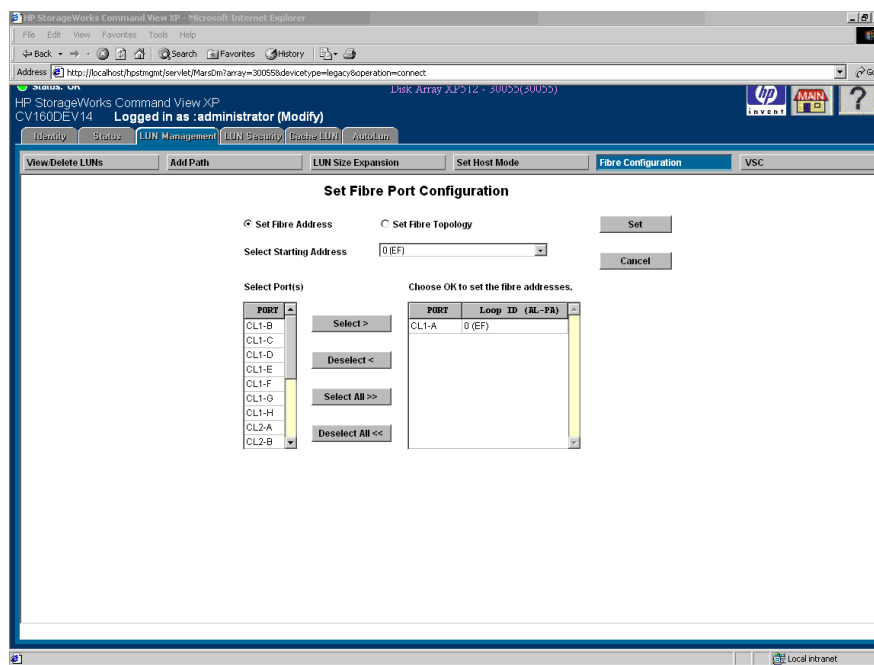 HP StorageWorks Command View XP - Microsoft Internet Explorer
File Edit View Favorites Tools Help
Back Search Favorites History
Address http://localhost/hpstmgmt/servlet/MarsDm?array=30055&devicetype=legacy&operation=connect Go
Status: OK Disk Array XP512 - 30055(30055)
HP StorageWorks Command View XP
CV160DEV14 Logged in as :administrator (Modify)
hp invent MAIN ?
Identity Status LUN Management LUN Security Cache LUN AutoLun
View/Delete LUNs Add Path LUN Size Expansion Set Host Mode Fibre Configuration VSC
Set Fibre Port Configuration
Set Fibre Address Set Fibre Topology Set
Select Starting Address 0 (EF)
Cancel
Select Port(s) Choose OK to set the fibre addresses.
PORT PORT Loop ID (AL-PA)
CL1-B Select > CL1-A 0 (EF)
CL1-C
CL1-D Deselect <
CL1-E
CL1-F
CL1-G Select All >>
CL1-H
CL2-A Deselect All <<
CL2-B
Local intranet